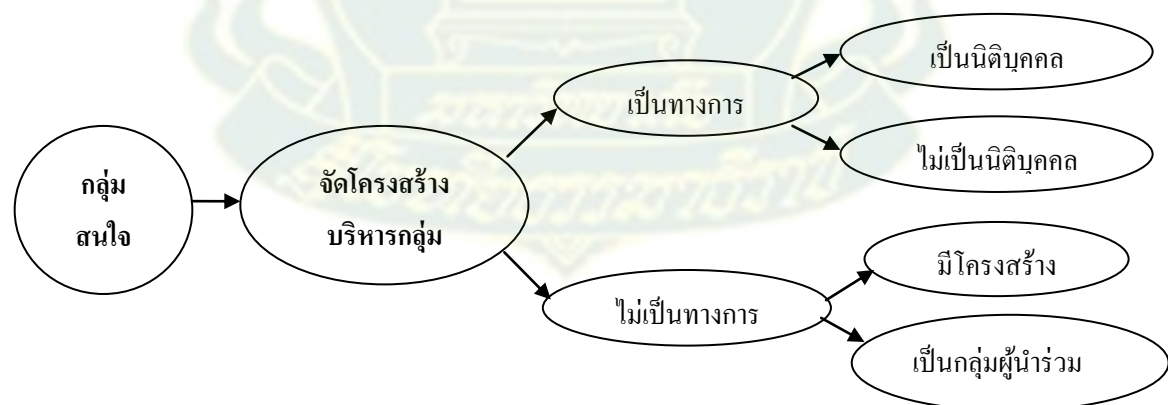 กลุ่ม
สนใจ
จัดโครงสร้าง
บริหารกลุ่ม
เป็นทางการ
เป็นนิติบุคคล
ไม่เป็นนิติบุคคล
ไม่เป็นทางการ
มีโครงสร้าง
เป็นกลุ่มผู้นำร่วม